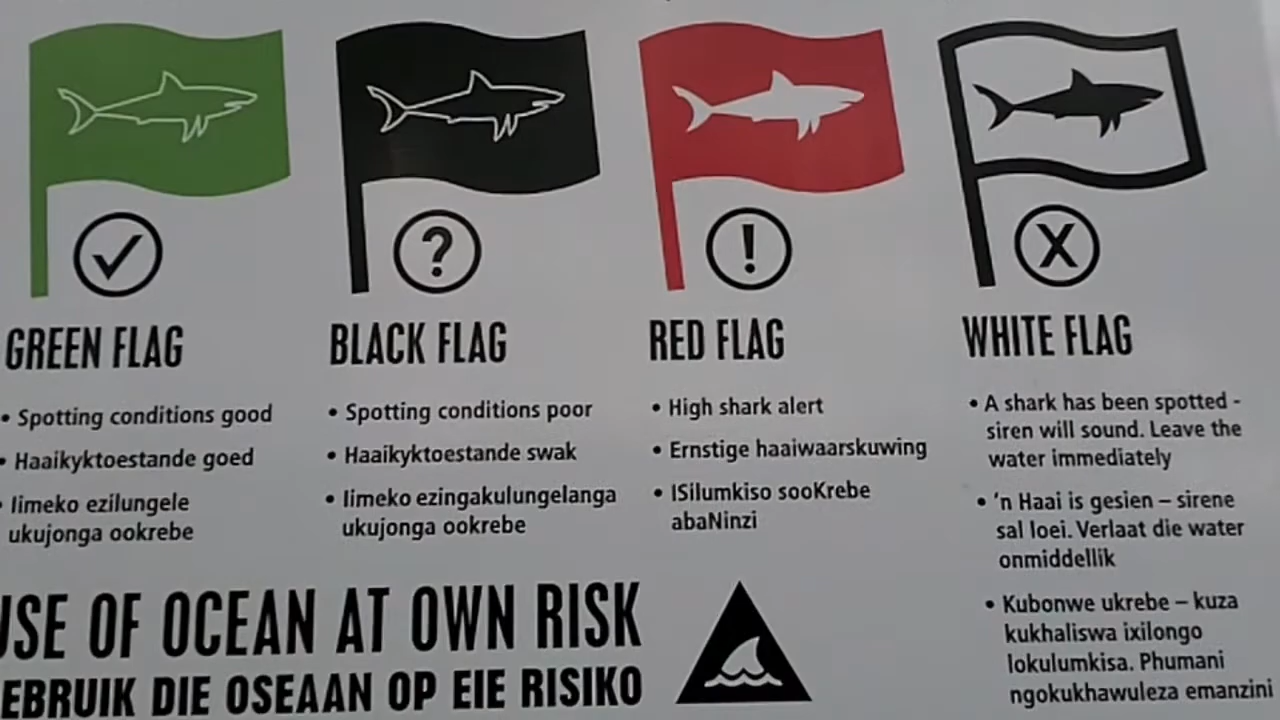 GREEN FLAG
• Spotting conditions good
• Haaikyktoestande goed
• Iimeko ezilungele
ukujonga ookrebe
BLACK FLAG
• Spotting conditions poor
• Haaikyktoestande swak
• Iimeko ezingakulungelanga
ukujonga ookrebe
RED FLAG
• High shark alert
• Ernstige haaiwaarskuwing
• ISilumkiso sooKrebe
abaNinzi
WHITE FLAG
• A shark has been spotted -
siren will sound. Leave the
water immediately
• 'n Haai is gesien – sirene
sal loei. Verlaat die water
onmiddellik
• Kubonwe ukrebe – kuza
kukhaliswa ixilongo
lokulumkisa. Phumani
ngokukhawuleza emanzini
USE OF OCEAN AT OWN RISK
EBRUIK DIE OSEAAN OP EIE RISIKO
?
!
X